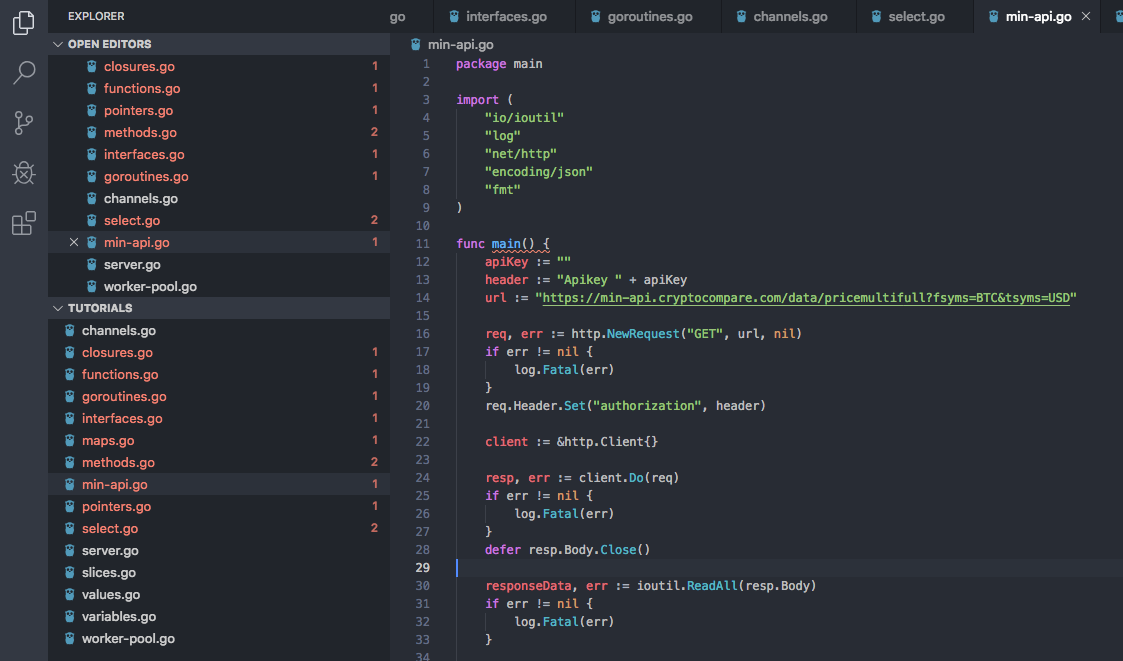 EXPLORER
OPEN EDITORS
closures.go 1
functions.go 1
pointers.go 1
methods.go 2
interfaces.go 1
goroutines.go 1
channels.go
select.go 2
min-api.go 1
server.go
worker-pool.go
TUTORIALS
channels.go
closures.go 1
functions.go 1
goroutines.go 1
interfaces.go 1
maps.go 1
methods.go 2
min-api.go 1
pointers.go 1
select.go 2
server.go
slices.go
values.go
variables.go
worker-pool.go
go interfaces.go goroutines.go channels.go select.go min-api.go
min-api.go
1 package main
2
3 import (
4 "io/ioutil"
5 "log"
6 "net/http"
7 "encoding/json"
8 "fmt"
9 )
10
11 func main() {
12 apiKey := ""
13 header := "Apikey " + apiKey
14 url := "https://min-api.cryptocompare.com/data/pricemultifull?fsyms=BTC&tsyms=USD"
15
16 req, err := http.NewRequest("GET", url, nil)
17 if err != nil {
18 log.Fatal(err)
19 }
20 req.Header.Set("authorization", header)
21
22 client := &http.Client{}
23
24 resp, err := client.Do(req)
25 if err != nil {
26 log.Fatal(err)
27 }
28 defer resp.Body.Close()
29
30 responseData, err := ioutil.ReadAll(resp.Body)
31 if err != nil {
32 log.Fatal(err)
33 }
34